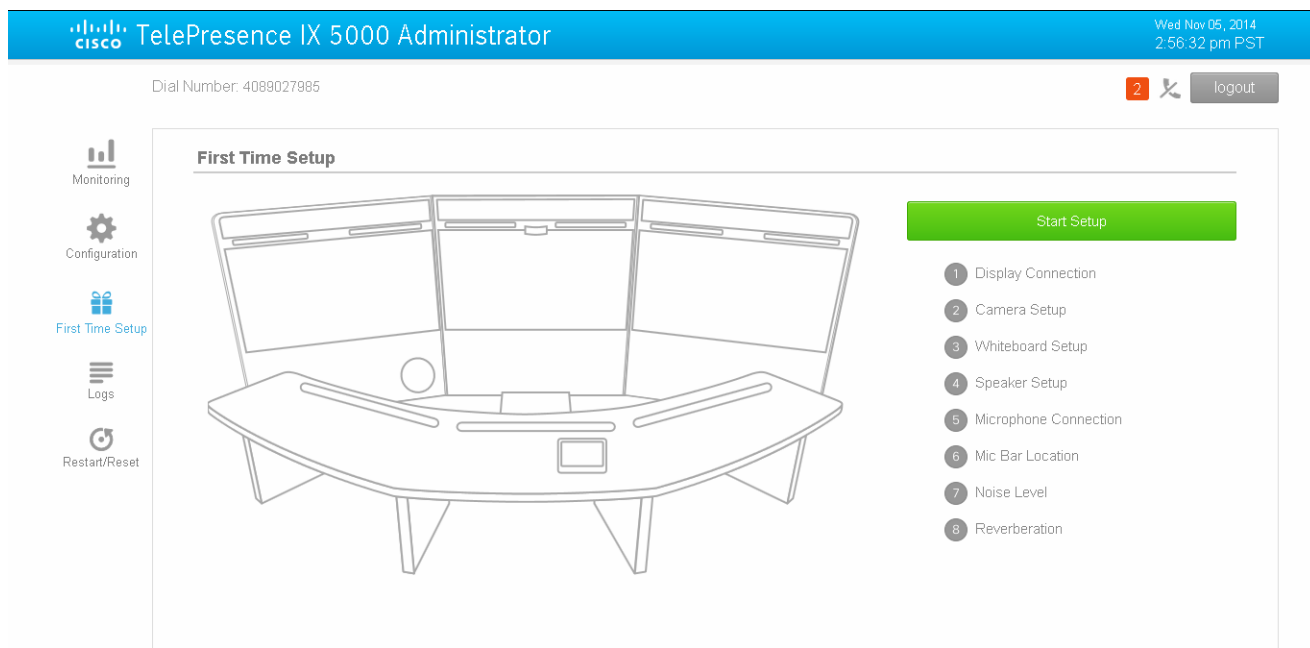 CISCO TelePresence IX 5000 Administrator
Wed Nov 05, 2014
2:56:32 pm PST
Dial Number: 4089027985
2
logout
Monitoring
Configuration
First Time Setup
Logs
Restart/Reset
First Time Setup
Start Setup
1 Display Connection
2 Camera Setup
3 Whiteboard Setup
4 Speaker Setup
5 Microphone Connection
6 Mic Bar Location
7 Noise Level
8 Reverberation